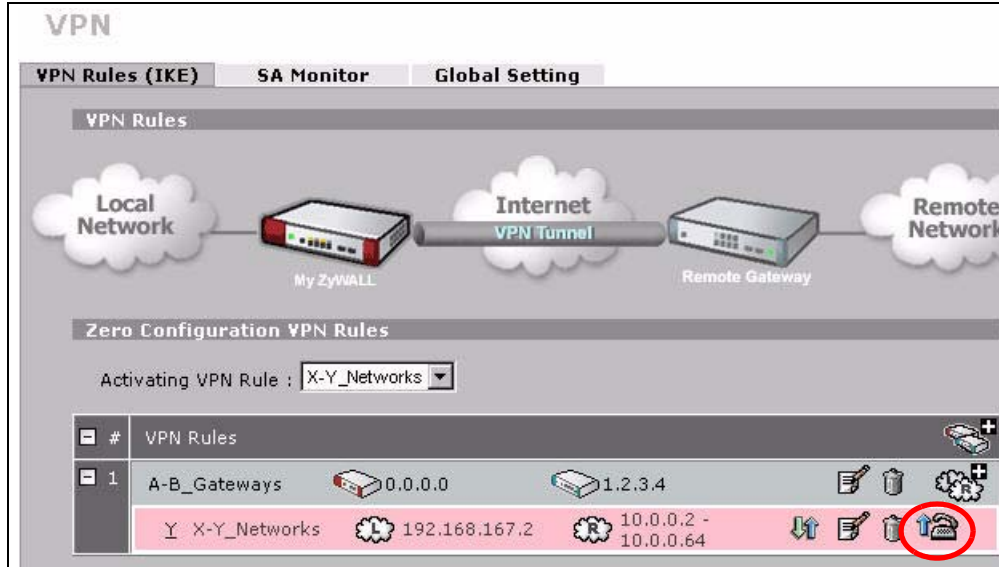 VPN
VPN Rules (IKE) SA Monitor Global Setting
VPN Rules
Local
Network
Internet
VPN Tunnel
Remote
Network
My ZyWALL
Remote Gateway
Zero Configuration VPN Rules
Activating VPN Rule : X-Y_Networks
# VPN Rules
1 A-B_Gateways 0.0.0.0 1.2.3.4 R
Y X-Y_Networks L 192.168.167.2 R 10.0.0.2 -
10.0.0.64